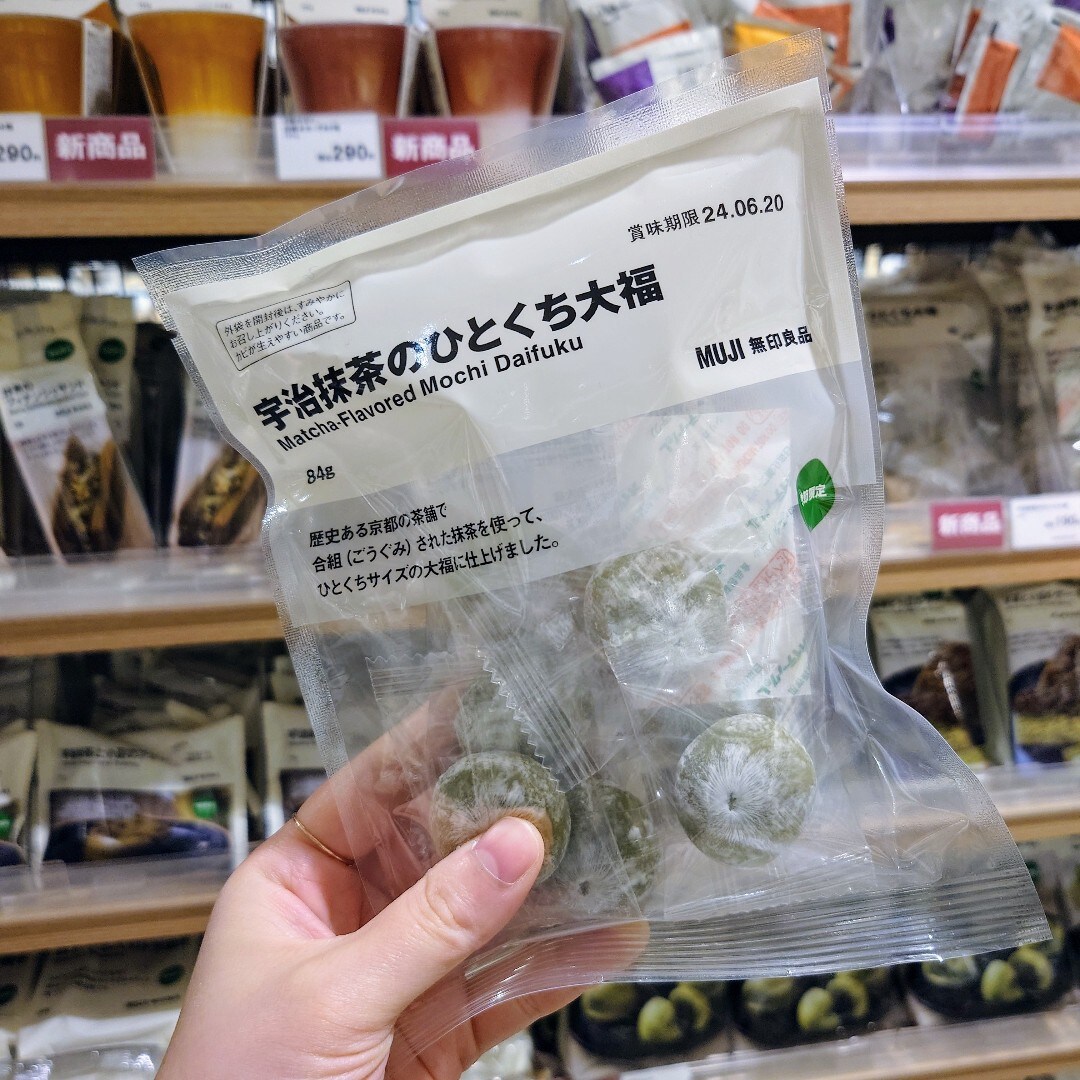 290
新商品
290
新商品
賞味期限 24.06.20
外袋を開封後は、すみやかに
お召し上がりください。
カビが生えやすい商品です。
宇治抹茶のひとくち大福
Matcha-Flavored Mochi Daifuku
MUJI 無印良品
84g
歴史ある京都の茶舗で
合組(ごうぐみ)された抹茶を使って、
ひとくちサイズの大福に仕上げました。
新商品